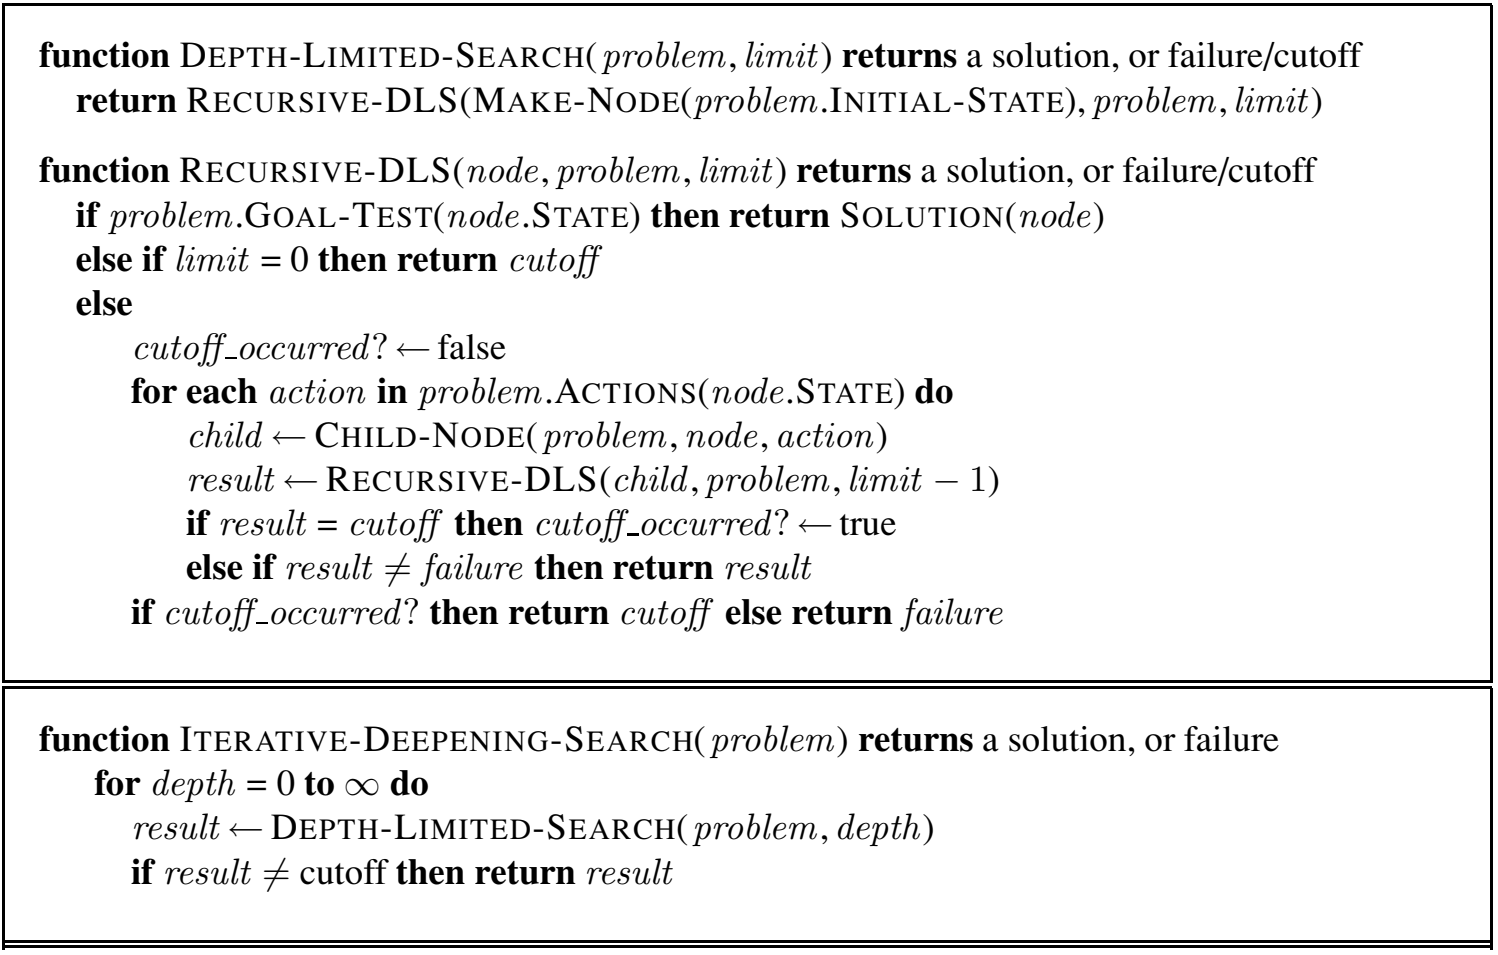 function DEPTH-LIMITED-SEARCH(problem, limit) returns a solution, or failure/cutoff
return RECURSIVE-DLS(MAKE-NODE(problem.INITIAL-STATE), problem, limit)
function RECURSIVE-DLS(node, problem, limit) returns a solution, or failure/cutoff
if problem.GOAL-TEST(node.STATE) then return SOLUTION(node)
else if limit = 0 then return cutoff
else
cutoff_occurred? ← false
for each action in problem.ACTIONS(node.STATE) do
child ← CHILD-NODE(problem, node, action)
result ← RECURSIVE-DLS(child, problem, limit − 1)
if result = cutoff then cutoff_occurred? ← true
else if result ≠ failure then return result
if cutoff_occurred? then return cutoff else return failure
function ITERATIVE-DEEPENING-SEARCH(problem) returns a solution, or failure
for depth = 0 to ∞ do
result ← DEPTH-LIMITED-SEARCH(problem, depth)
if result ≠ cutoff then return result